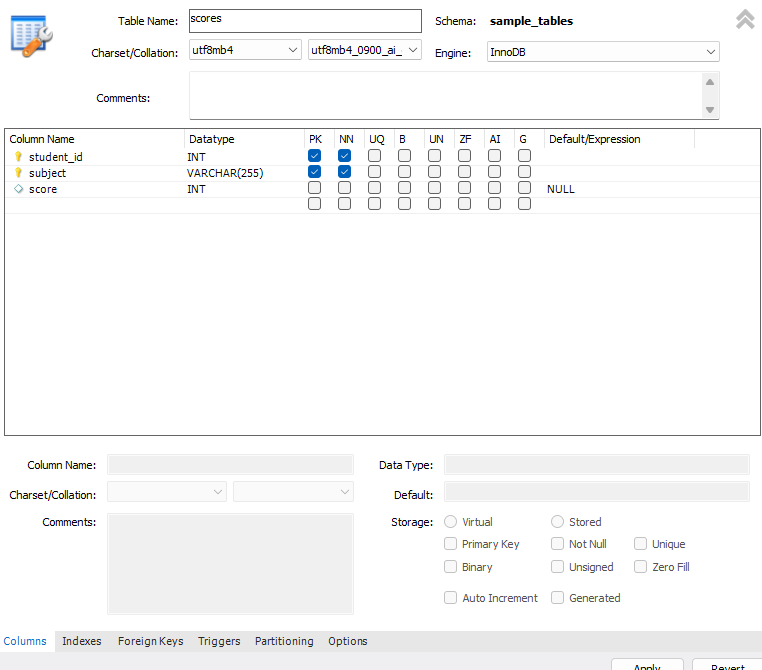 Table Name: scores Schema: sample_tables
Charset/Collation: utf8mb4 utf8mb4_0900_ai_ Engine: InnoDB
Comments:
Column Name Datatype PK NN UQ B UN ZF AI G Default/Expression
student_id INT
subject VARCHAR(255)
score INT NULL
Column Name: Data Type:
Charset/Collation: Default:
Comments: Storage: Virtual Stored
Primary Key Not Null Unique
Binary Unsigned Zero Fill
Auto Increment Generated
Columns Indexes Foreign Keys Triggers Partitioning Options
Apply Revert